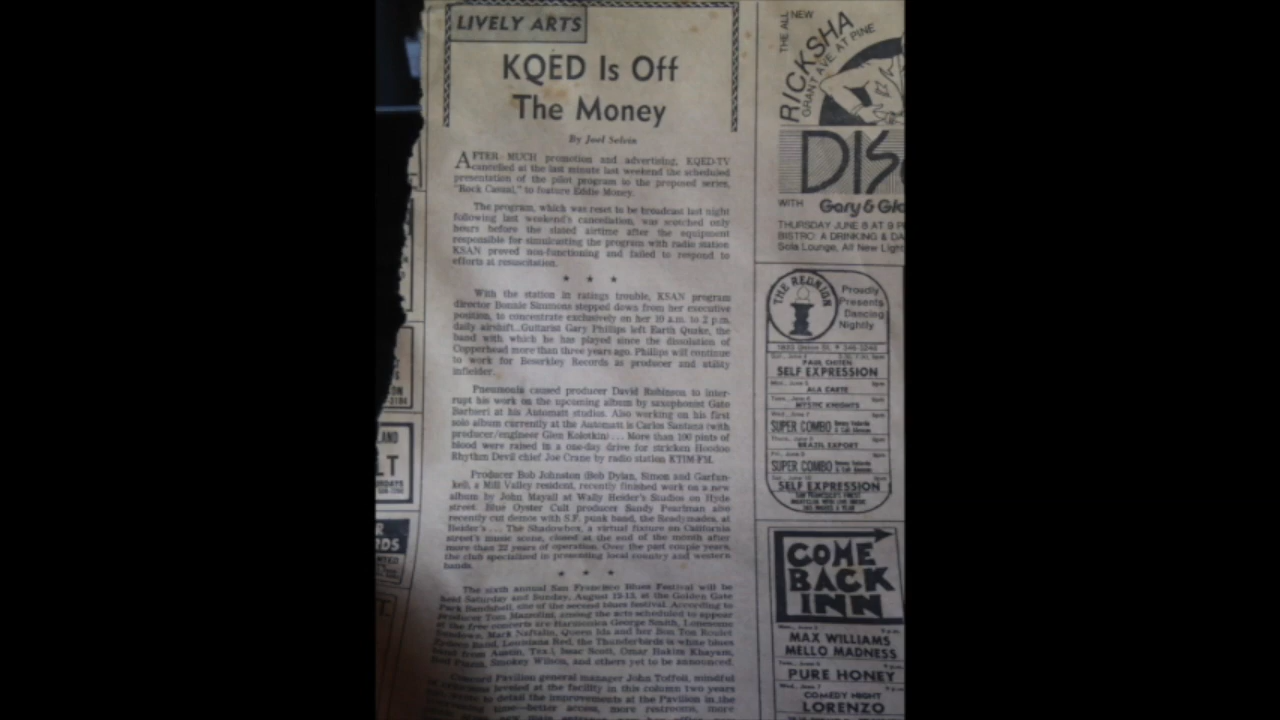 LIVELY ARTS
KQED Is Off
The Money
By Joel Selvin
AFTER MUCH promotion and advertising, KQED-TV
cancelled at the last minute last weekend the scheduled
presentation of the pilot program to the proposed series,
"Rock Casual," to feature Eddie Money.
The program, which was reset to be broadcast last night
following last weekend's cancellation, was scotched only
hours before the slated airtime after the equipment
responsible for simulcasting the program with radio station
KSAN proved non-functioning and failed to respond to
efforts at resuscitation.
* * *
With the station in ratings trouble, KSAN program
director Bonnie Simmons stepped down from her executive
position, to concentrate exclusively on her 10 a.m. to 2 p.m.
daily airshift...Guitarist Gary Phillips left Earth Quake, the
band with which he has played since the dissolution of
Copperhead more than three years ago. Phillips will continue
to work for Beserkley Records as producer and utility
infielder.
Pneumonia caused producer David Rubinson to inter-
rupt his work on the upcoming album by saxophonist Gato
Barbieri at his Automatt studios. Also working on his first
solo album currently at the Automatt is Carlos Santana (with
producer/engineer Glen Kolotkin) ... More than 100 pints of
blood were raised in a one-day drive for stricken Hoodoo
Rhythm Devil chief Joe Crane by radio station KTIM-FM.
Producer Bob Johnston (Bob Dylan, Simon and Garfun-
kel), a Mill Valley resident, recently finished work on a new
album by John Mayall at Wally Heider's Studios on Hyde
street. Blue Oyster Cult producer Sandy Pearlman also
recently cut demos with S.F. punk band, the Readymades, at
Heider's ... The Shadowbox, a virtual fixture on California
street's music scene, closed at the end of the month after
more than 22 years of operation. Over the past couple years,
the club specialized in presenting local country and western
bands.
* * *
The sixth annual San Francisco Blues Festival will be
held Saturday and Sunday, August 12-13, at the Golden Gate
Park Bandshell, site of the second blues festival. According to
producer Tom Mazzolini, among the acts scheduled to appear
at the free concerts are Harmonica George Smith, Lonesome
Sundown, Mark Naftalin, Queen Ida and her Bon Ton Roulet
Zydeco Band, Louisiana Red, the Thunderbirds (a white blues
band from Austin, Tex.), Isaac Scott, Omar Hakim Khayam,
Smokey Wilson, and others yet to be announced.
Concord Pavilion general manager John Toffoli, mindful
leveled at the facility in this column two years
to detail the improvements at the Pavilion in the
time—better access, more restrooms, more
THE ALL NEW
RICKSHA
GRANT AVE. AT PINE
DIS
WITH Gary & Glo
THURSDAY JUNE 8 AT 9 P
BISTRO: A DRINKING & DA
Sola Lounge, All New Light
THE REUNION
Proudly
Presents
Dancing
Nightly
SELF EXPRESSION
ALA CARTE
MYSTIC KNIGHTS
SUPER COMBO
BRAZIL EXPORT
SUPER COMBO
SELF EXPRESSION
COME
BACK
INN
MAX WILLIAMS
MELLO MADNESS
PURE HONEY
COMEDY NIGHT
LORENZO